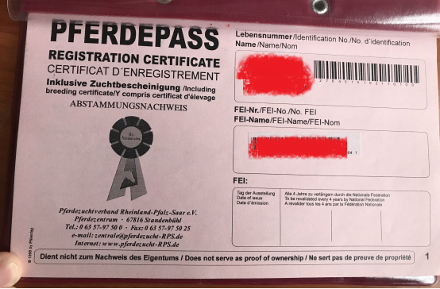 PFERDEPASS
REGISTRATION CERTIFICATE
CERTIFICAT D´ENREGISTREMENT
Inklusive Zuchtbescheinigung /Including
breeding certificate/Y compris certificat d'élevage
ABSTAMMUNGSNACHWEIS
Pferdezuchtverband Rheinland-Pfalz-Saar e.V.
Pferdezentrum · 67816 Standenbühl
Tel.: 0 63 57-97 50 0 · Fax: 0 63 57-97 50 25
e-mail: zentrale@pferdezucht-RPS.de
Internet: www.pferdezucht-RPS.de
Lebensnummer /Identification No./No. d´identification
Name /Name/Nom
FEI-Nr./FEI-No./No. FEI
FEI-Name/FEI-Name/FEI-Nom
FEI:
Tag der Ausstellung
Date of issue
Date d'émission
Alle 4 Jahre zu verlängern durch die Nationale Föderation
To be revalidated every 4 years by National Federation
A revalider tous les 4 ans par la Fédération Nationale
Dient nicht zum Nachweis des Eigentums / Does not serve as proof of ownership / Ne sert pas de preuve de propriété
1